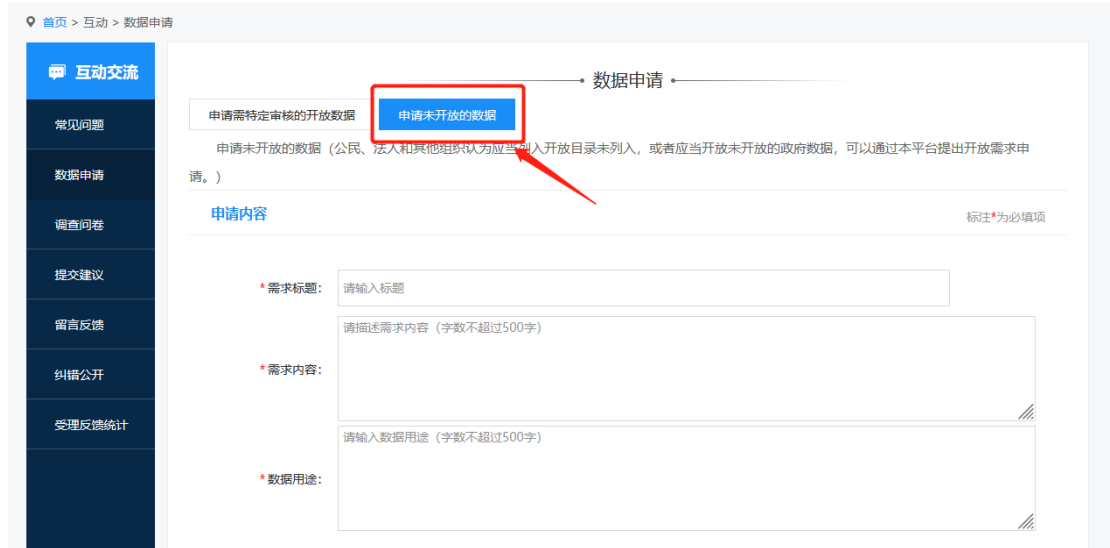 首页 > 互动 > 数据申请
互动交流
常见问题
数据申请
调查问卷
提交建议
留言反馈
纠错公开
受理反馈统计
数据申请
申请需特定审核的开放数据
申请未开放的数据
申请未开放的数据（公民、法人和其他组织认为应当列入开放目录未列入，或者应当开放未开放的政府数据，可以通过本平台提出开放需求申
请。）
申请内容
标注*为必填项
*需求标题：
请输入标题
*需求内容：
请描述需求内容（字数不超过500字）
*数据用途：
请输入数据用途（字数不超过500字）